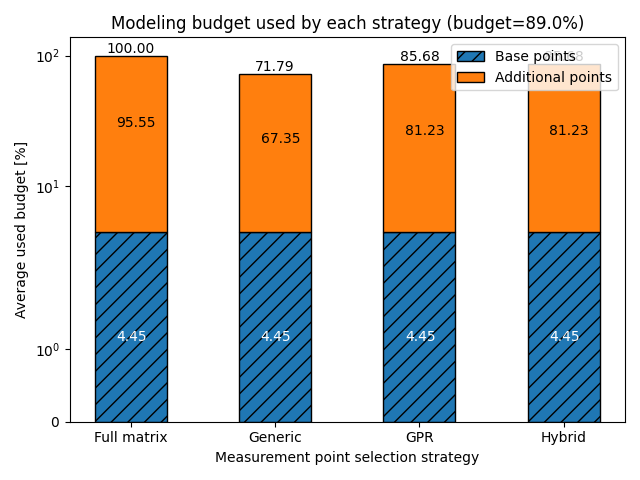 Modeling budget used by each strategy (budget=89.0%)
Average used budget [%]
10²
10¹
10⁰
0
100.00
71.79
85.68
Base points
Additional points
95.55
67.35
81.23
81.23
4.45
4.45
4.45
4.45
Full matrix
Generic
GPR
Hybrid
Measurement point selection strategy